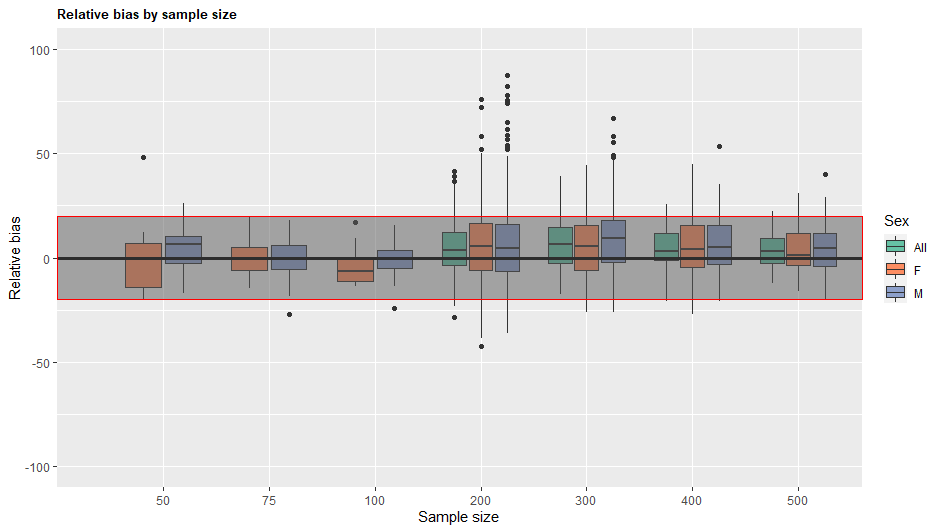 Relative bias by sample size
100
50
0
-50
-100
Relative bias
50 75 100 200 300 400 500
Sample size
Sex
All
F
M